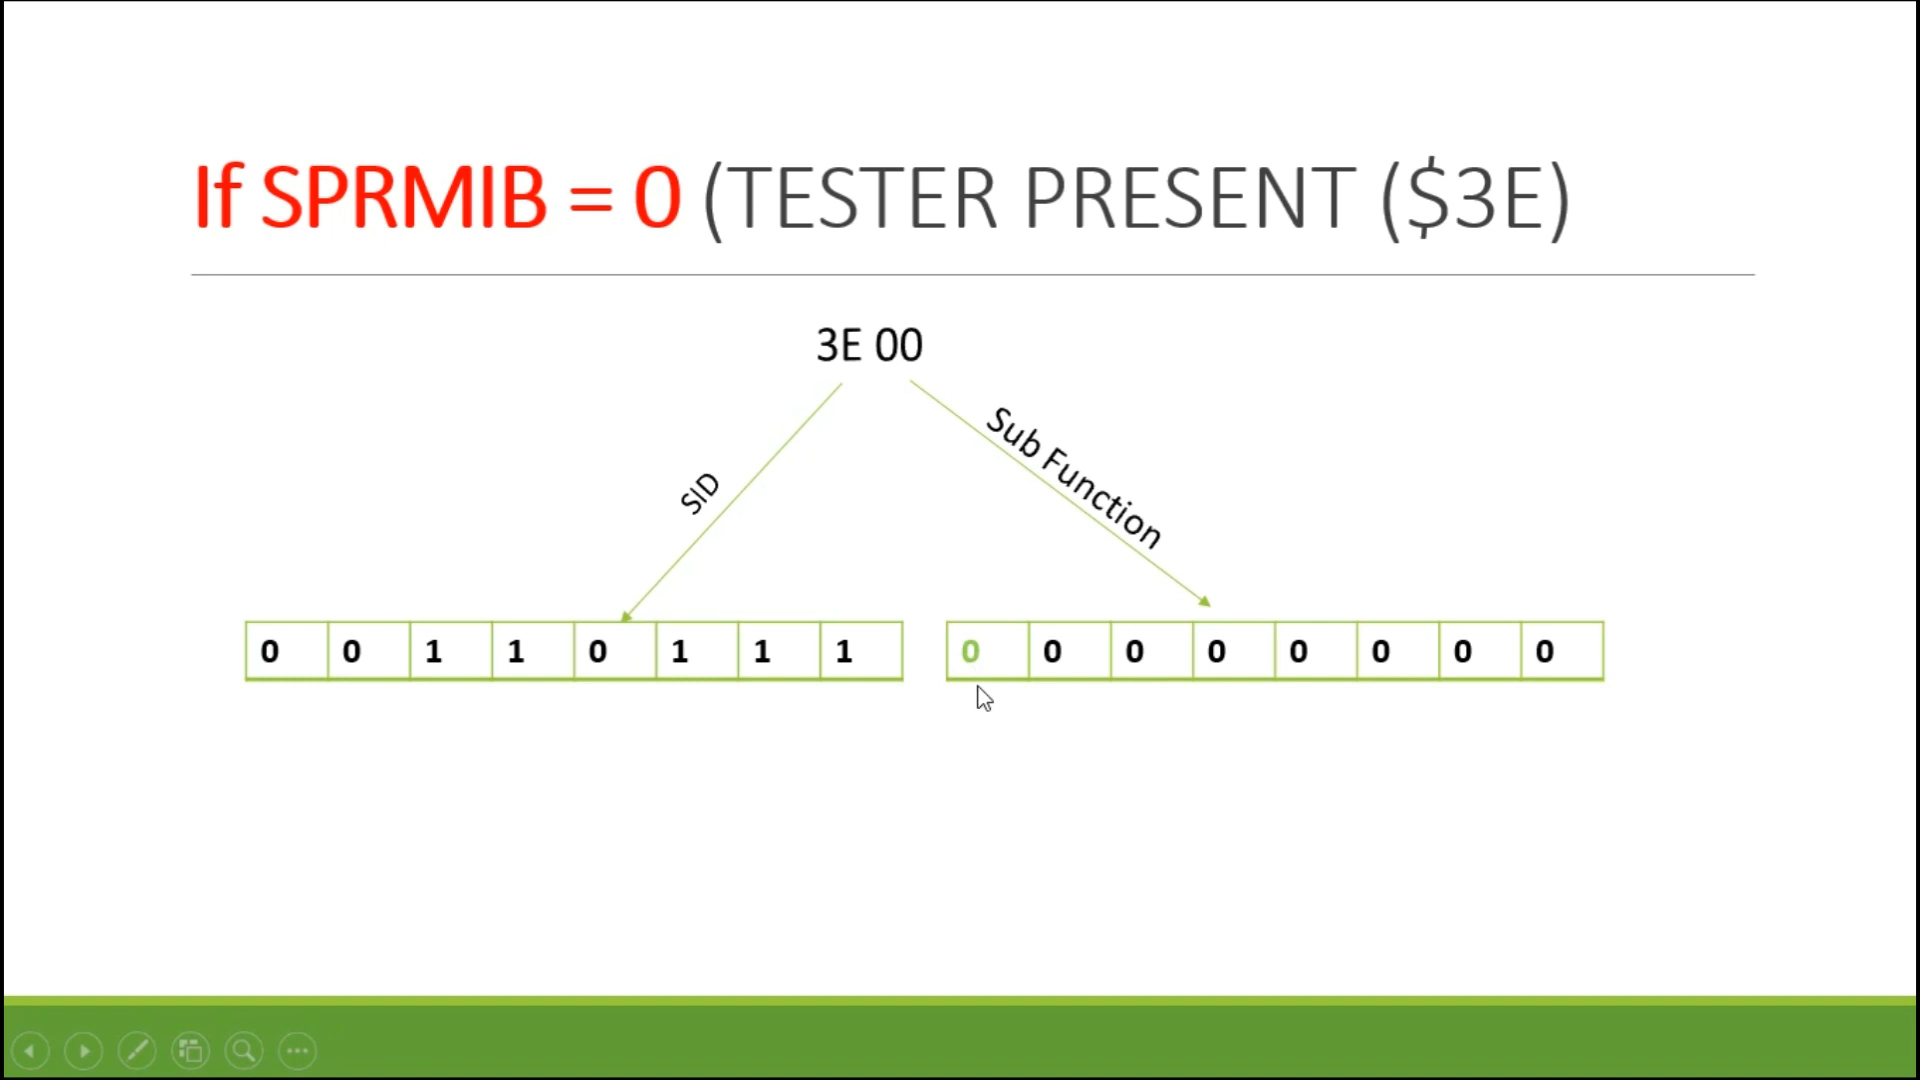 If SPRMIB = 0 (TESTER PRESENT ($3E)
3E 00
SID
Sub Function
0 0 1 1 0 1 1 1
0 0 0 0 0 0 0 0